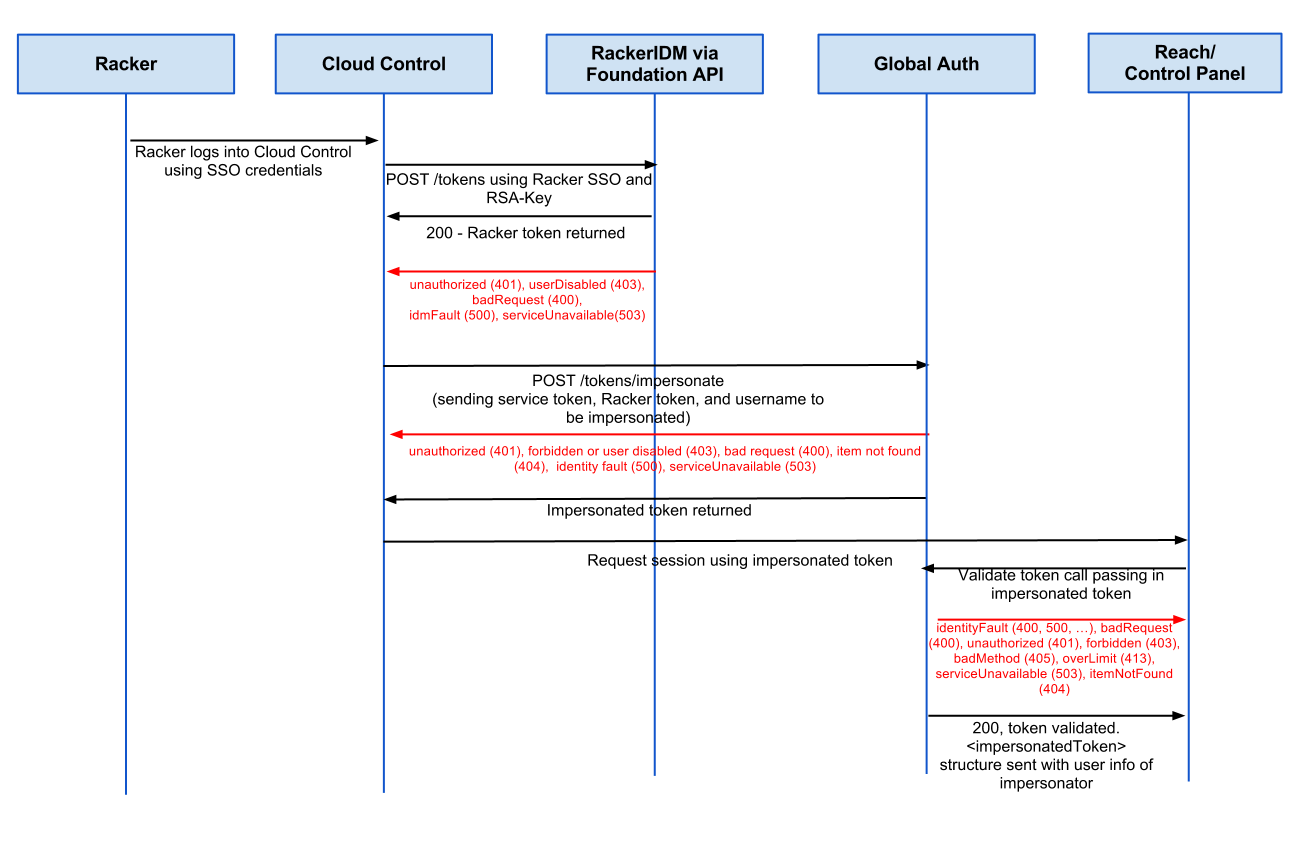 Racker
Cloud Control
RackerIDM via
Foundation API
Global Auth
Reach/
Control Panel
Racker logs into Cloud Control
using SSO credentials
POST /tokens using Racker SSO and
RSA-Key
200 - Racker token returned
unauthorized (401), userDisabled (403),
badRequest (400),
idmFault (500), serviceUnavailable(503)
POST /tokens/impersonate
(sending service token, Racker token, and username to
be impersonated)
unauthorized (401), forbidden or user disabled (403), bad request (400), item not found
(404),  identity fault (500), serviceUnavailable (503)
Impersonated token returned
Request session using impersonated token
Validate token call passing in
impersonated token
identityFault (400, 500, …), badRequest
(400), unauthorized (401), forbidden (403),
badMethod (405), overLimit (413),
serviceUnavailable (503), itemNotFound
(404)
200, token validated.
<impersonatedToken>
structure sent with user info of
impersonator